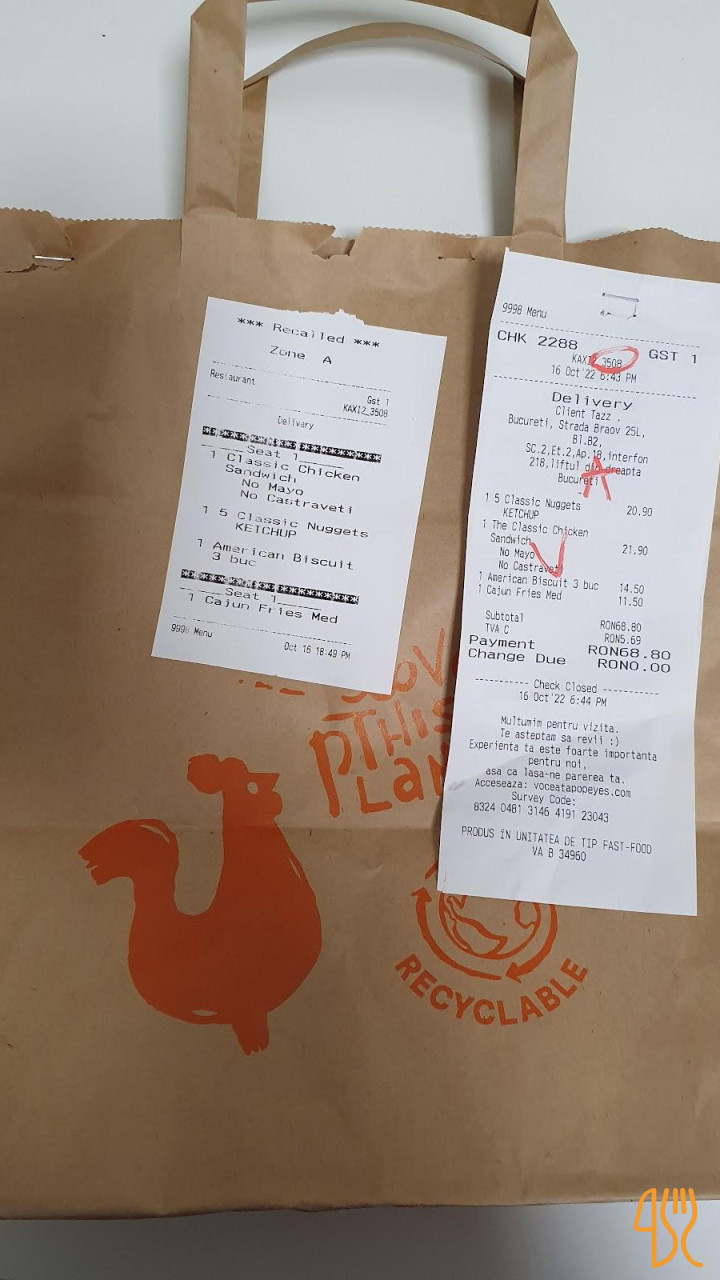 *** Recalled ***
Zone A
Restaurant
Gst 1
KAXI2_3508
Delivery
Seat 1
1 Classic Chicken
Sandwich
No Mayo
No Castraveti
1 5 Classic Nuggets
KETCHUP
1 American Biscuit
3 buc
Seat 1
1 Cajun Fries Med
9998 Menu
Oct 16 18:49 PM
9998 Menu
CHK 2288
GST 1
KAXI2_3508
16 Oct'22 6:43 PM
Delivery
Client Tazz .
Bucureti, Strada Braov 25L,
Bl.B2,
SC.2,Et.2,Ap.18,interfon
218,liftul din dreapta
Bucureti
1 5 Classic Nuggets 20.90
KETCHUP
1 The Classic Chicken
Sandwich 21.90
No Mayo
No Castraveti
1 American Biscuit 3 buc 14.50
1 Cajun Fries Med 11.50
Subtotal RON68.80
TVA C RON5.69
Payment RON68.80
Change Due RON0.00
Check Closed
16 Oct'22 6:44 PM
Multumim pentru vizita.
Te asteptam sa revii :)
Experienta ta este foarte importanta
pentru noi,
asa ca lasa-ne parerea ta.
Acceseaza: voceatapopeyes.com
Survey Code:
8324 0481 3146 4191 23043
PRODUS ÎN UNITATEA DE TIP FAST-FOOD
VA B 34960
THIS
RECYCLABLE